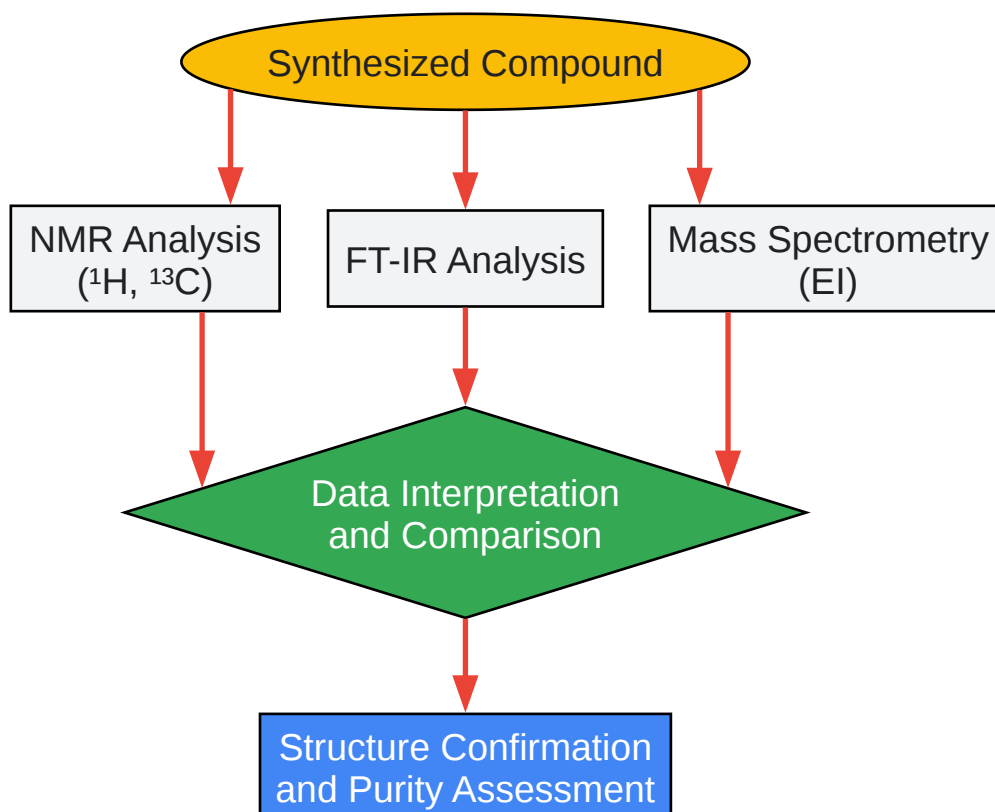 Synthesized Compound
NMR Analysis
(¹H, ¹³C)
FT-IR Analysis
Mass Spectrometry
(EI)
Data Interpretation
and Comparison
Structure Confirmation
and Purity Assessment